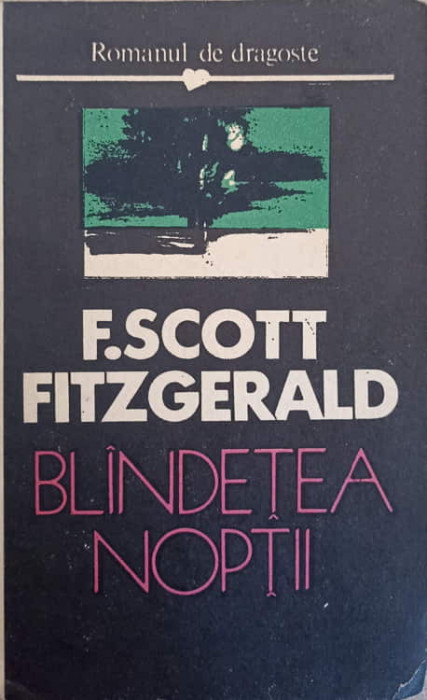 Romanul de dragoste
F. SCOTT
FITZGERALD
BLÎNDEȚEA
NOPȚII